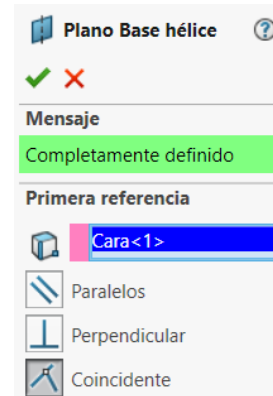 Plano Base hélice
Mensaje
Completamente definido
Primera referencia
Cara<1>
Paralelos
Perpendicular
Coincidente